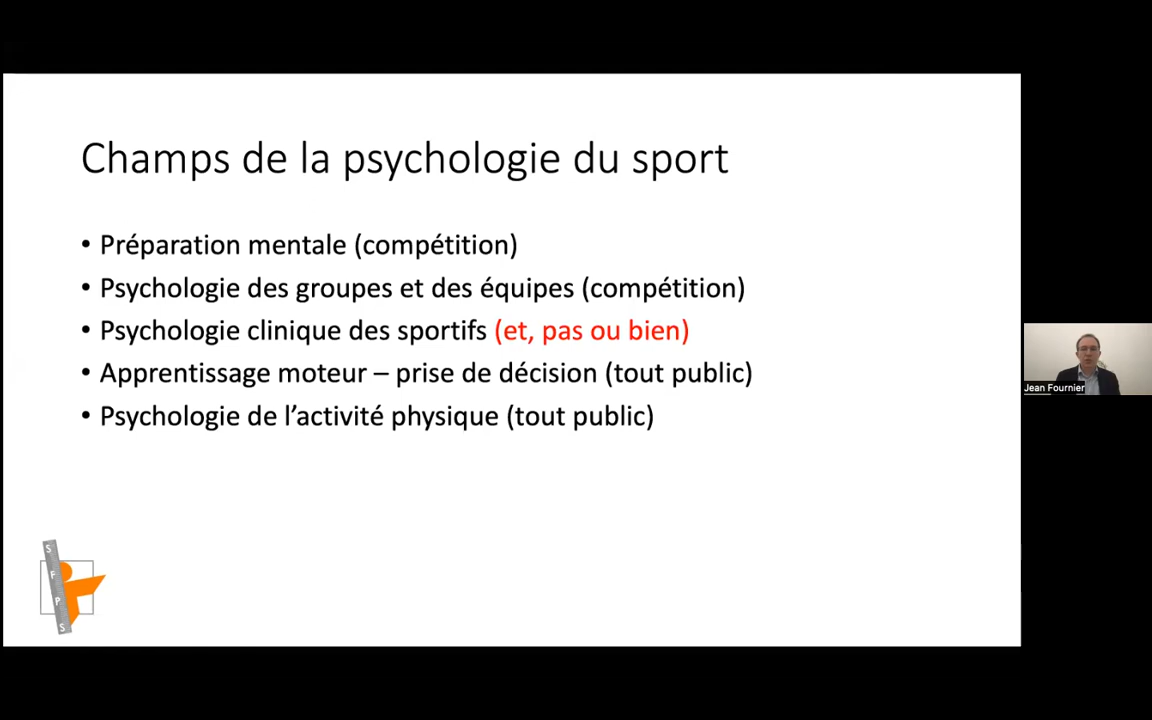 Champs de la psychologie du sport
• Préparation mentale (compétition)
• Psychologie des groupes et des équipes (compétition)
• Psychologie clinique des sportifs (et, pas ou bien)
• Apprentissage moteur – prise de décision (tout public)
• Psychologie de l’activité physique (tout public)
Jean Fournier
S
F
P
S